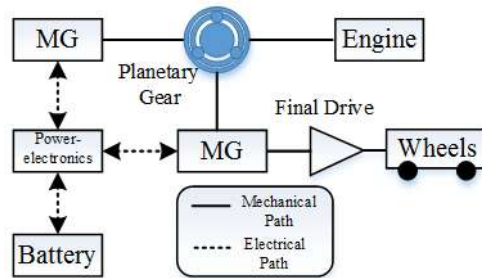 MG
Engine
Planetary
Gear
Final Drive
Power-
electronics
MG
Wheels
Mechanical
Path
Electrical
Path
Battery